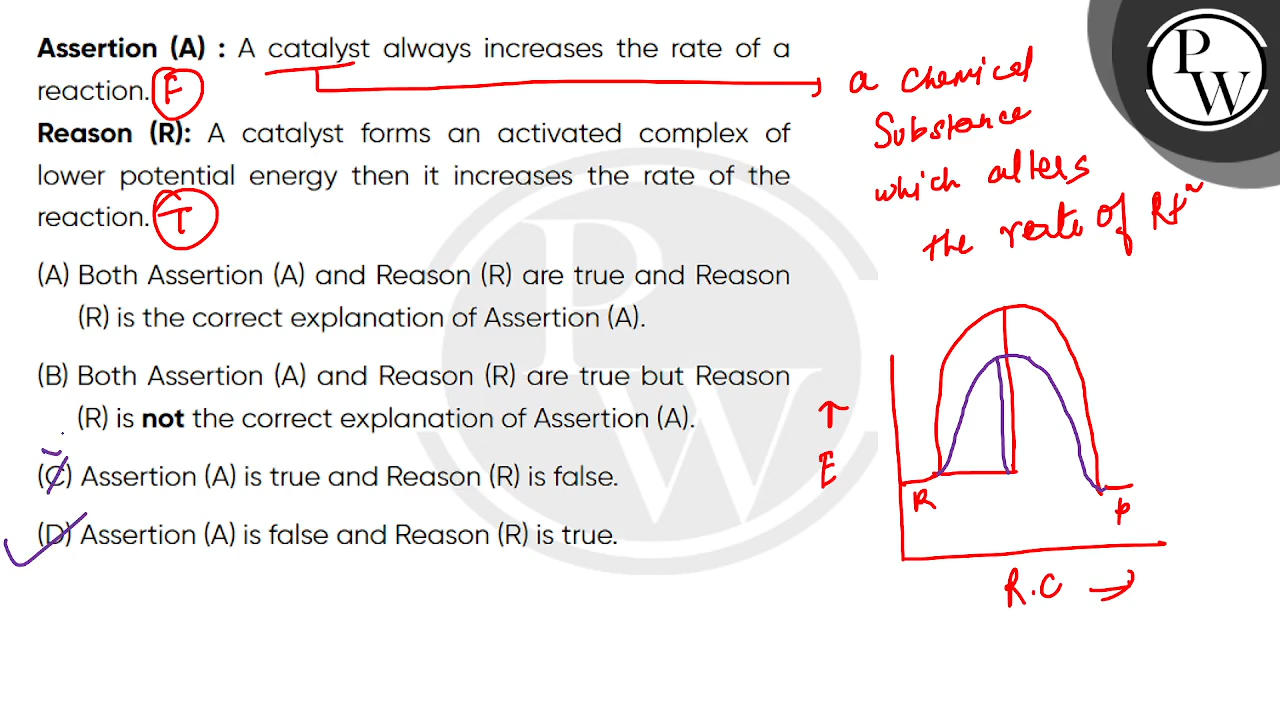 Assertion (A) : A catalyst always increases the rate of a
reaction. F
Reason (R): A catalyst forms an activated complex of
lower potential energy then it increases the rate of the
reaction. T
(A) Both Assertion (A) and Reason (R) are true and Reason
(R) is the correct explanation of Assertion (A).
(B) Both Assertion (A) and Reason (R) are true but Reason
(R) is not the correct explanation of Assertion (A).
(C) Assertion (A) is true and Reason (R) is false.
(D) Assertion (A) is false and Reason (R) is true.
a chemical
substance
which alters
the rate of Rxn
E
R
P
R.C
P
W
P
W